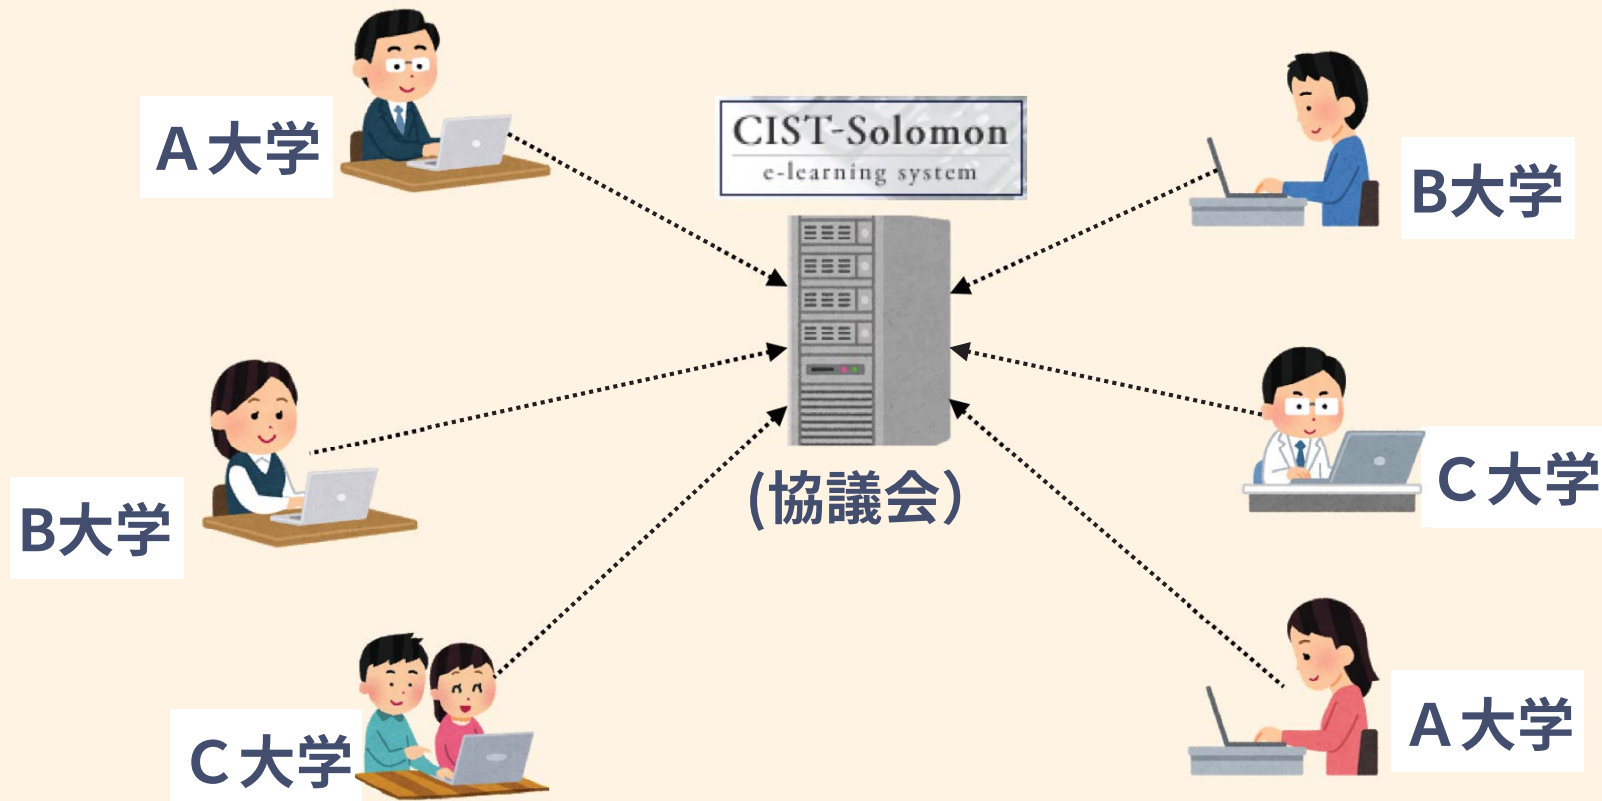 A大学
CIST-Solomon
e-learning system
B大学
B大学
(協議会）
C大学
C大学
A大学